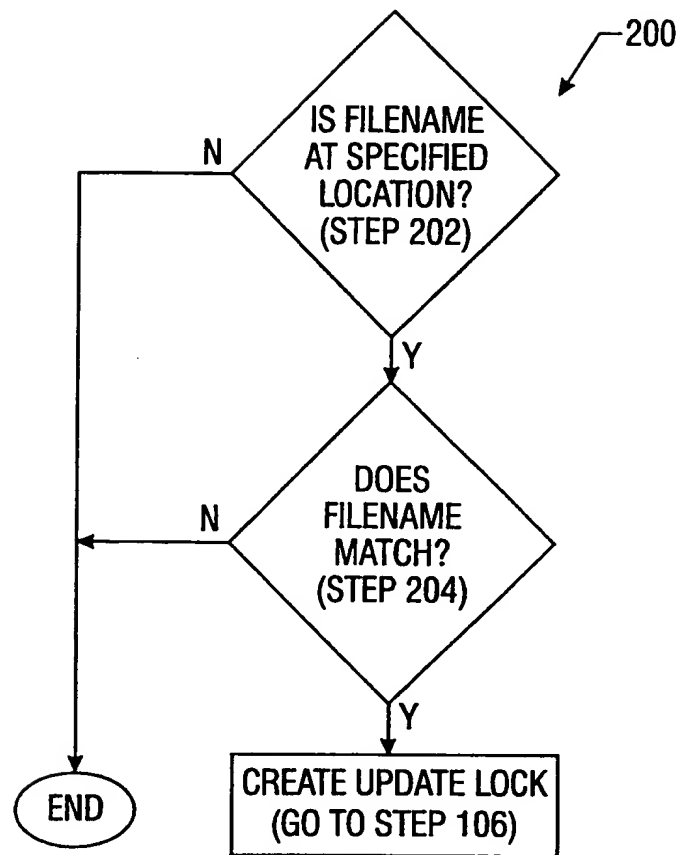 200
IS FILENAME
AT SPECIFIED
LOCATION?
(STEP 202)
N
Y
DOES
FILENAME
MATCH?
(STEP 204)
N
Y
CREATE UPDATE LOCK
(GO TO STEP 106)
END